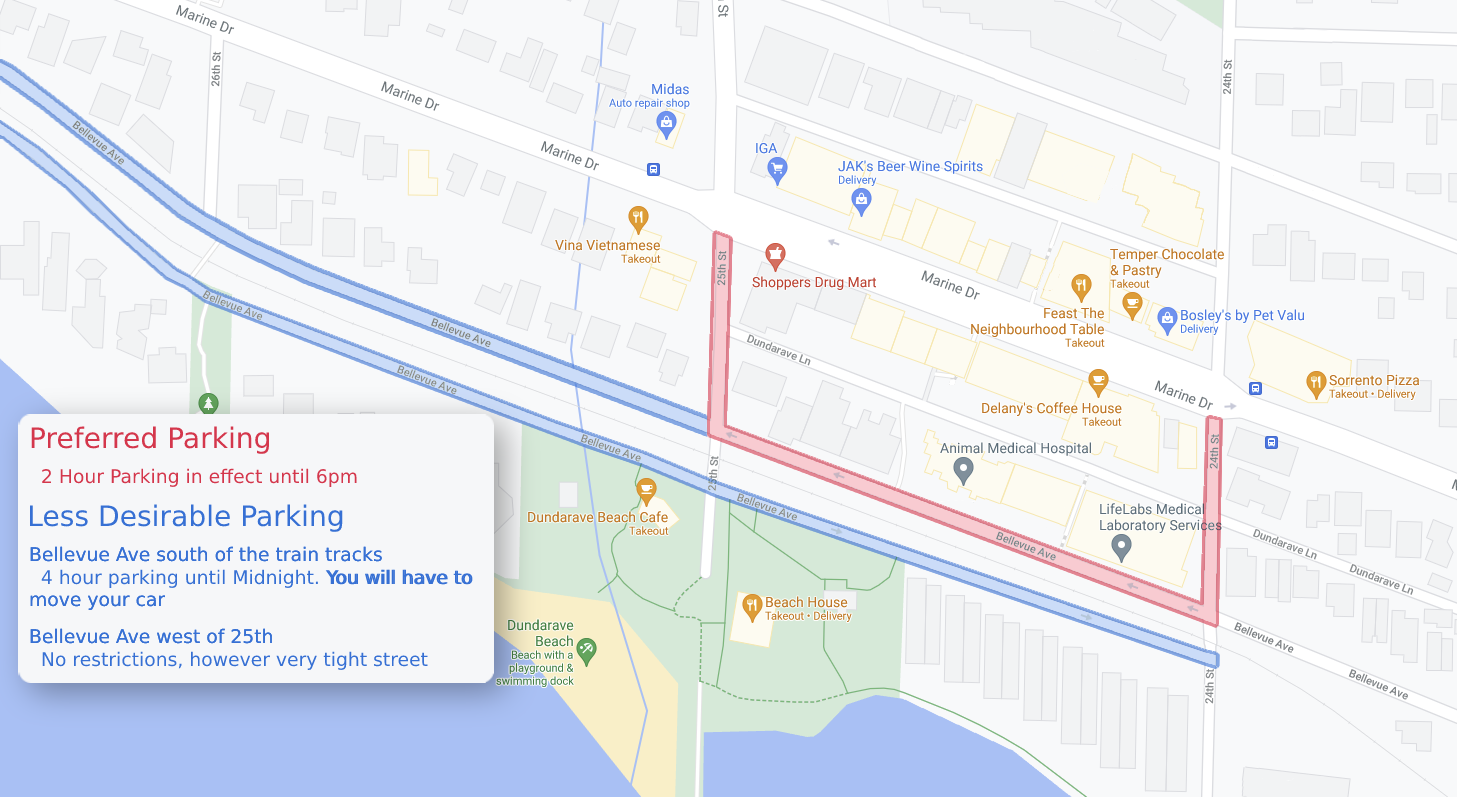 Marine Dr
26th St
St
24th St
Midas
Auto repair shop
Marine Dr
Bellevue Ave
Marine Dr
IGA
JAK's Beer Wine Spirits
Delivery
Vina Vietnamese
Takeout
25th St
Shoppers Drug Mart
Marine Dr
Temper Chocolate
& Pastry
Takeout
Feast The
Neighbourhood Table
Takeout
Bosley's by Pet Valu
Delivery
Bellevue Ave
Bellevue Ave
Dundarave Ln
Bellevue Ave
Marine Dr
Sorrento Pizza
Takeout • Delivery
Delany's Coffee House
Takeout
Preferred Parking
2 Hour Parking in effect until 6pm
Less Desirable Parking
Bellevue Ave south of the train tracks
4 hour parking until Midnight. You will have to
move your car
Bellevue Ave west of 25th
No restrictions, however very tight street
Bellevue Ave
25th St
Animal Medical Hospital
24th St
Dundarave Beach Cafe
Takeout
Bellevue Ave
LifeLabs Medical
Laboratory Services
Bellevue Ave
Dundarave Ln
Dundarave Ln
Beach House
Takeout • Delivery
Dundarave
Beach
Beach with a
playground &
swimming dock
Bellevue Ave
24th St
Bellevue Ave